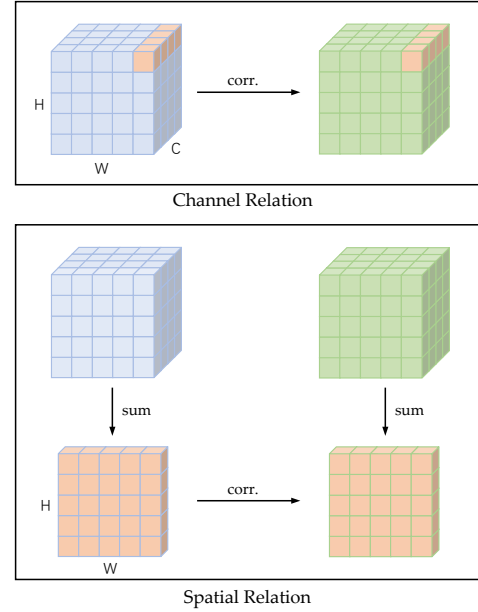 corr.
H
C
W
Channel Relation
sum
sum
corr.
H
W
Spatial Relation